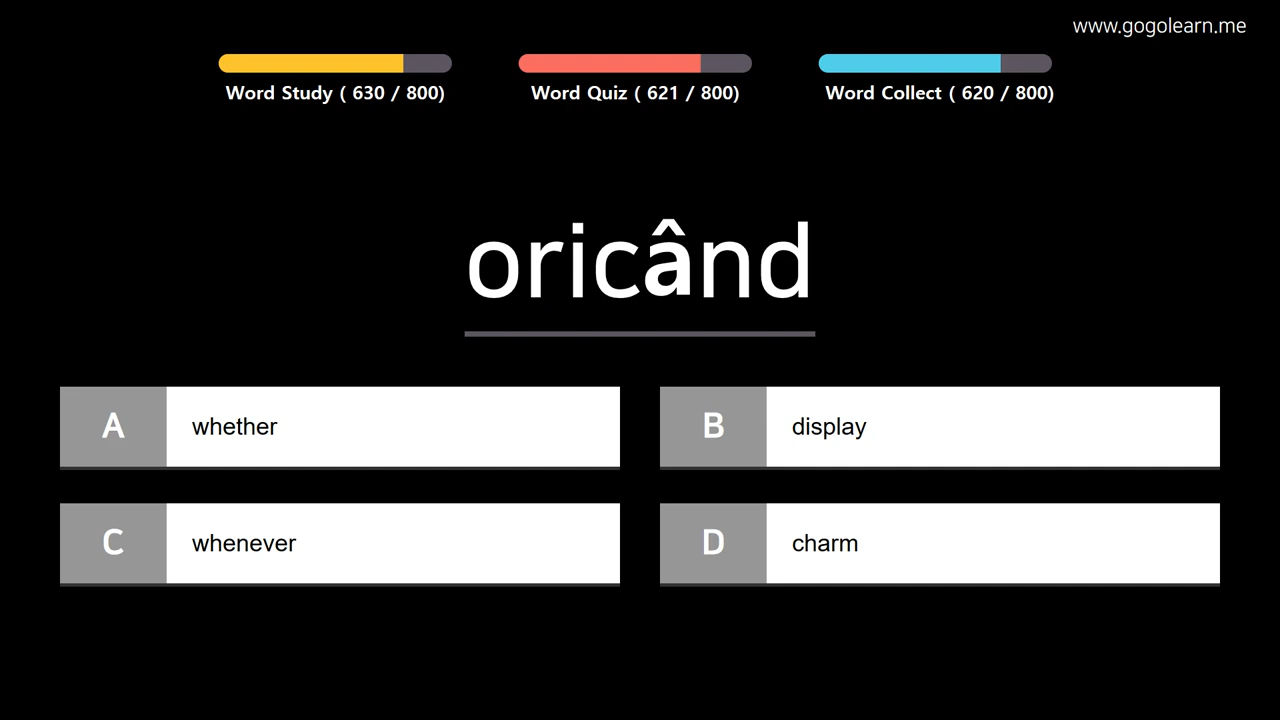 www.gogolearn.me
Word Study ( 630 / 800)
Word Quiz ( 621 / 800)
Word Collect ( 620 / 800)
oricând
A whether
B display
C whenever
D charm